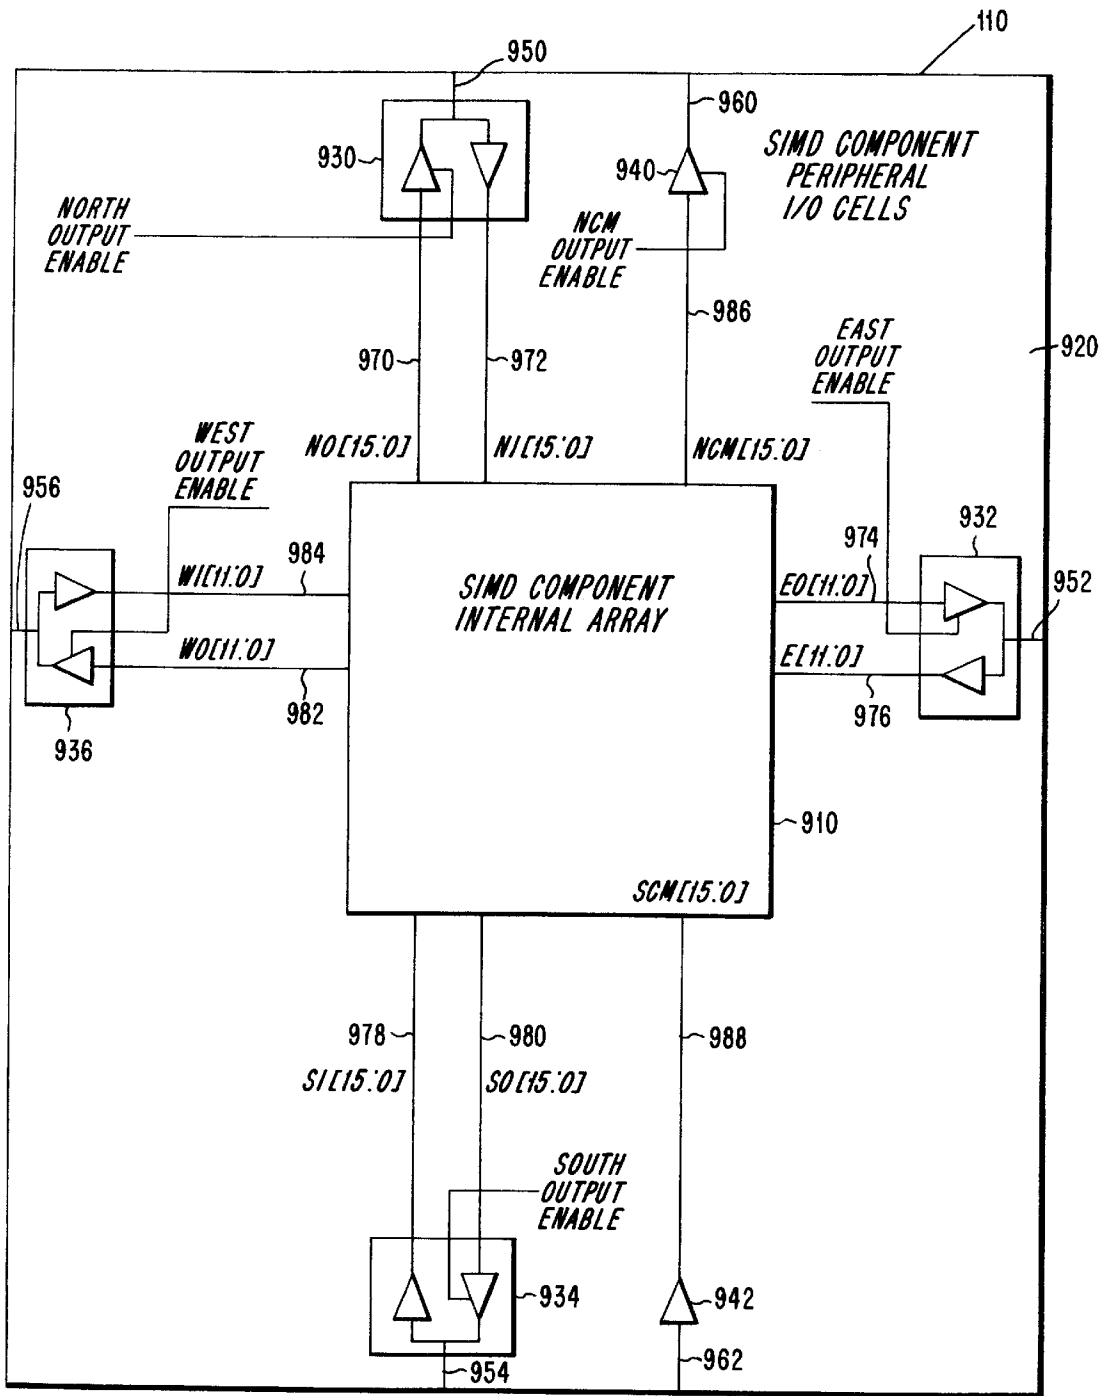 110
950
960
SIMD COMPONENT
PERIPHERAL
I/O CELLS
930
940
NORTH
OUTPUT
ENABLE
NCM
OUTPUT
ENABLE
986
EAST
OUTPUT
ENABLE
920
970
972
WEST
OUTPUT
ENABLE
NO[15:0]
NI[15:0]
NCM[15:0]
956
932
974
984
WI[11:0]
SIMD COMPONENT
INTERNAL ARRAY
EO[11:0]
952
WO[11:0]
E[11:0]
982
976
936
910
SCM[15:0]
978
980
988
SI[15:0]
SO[15:0]
SOUTH
OUTPUT
ENABLE
934
942
954
962